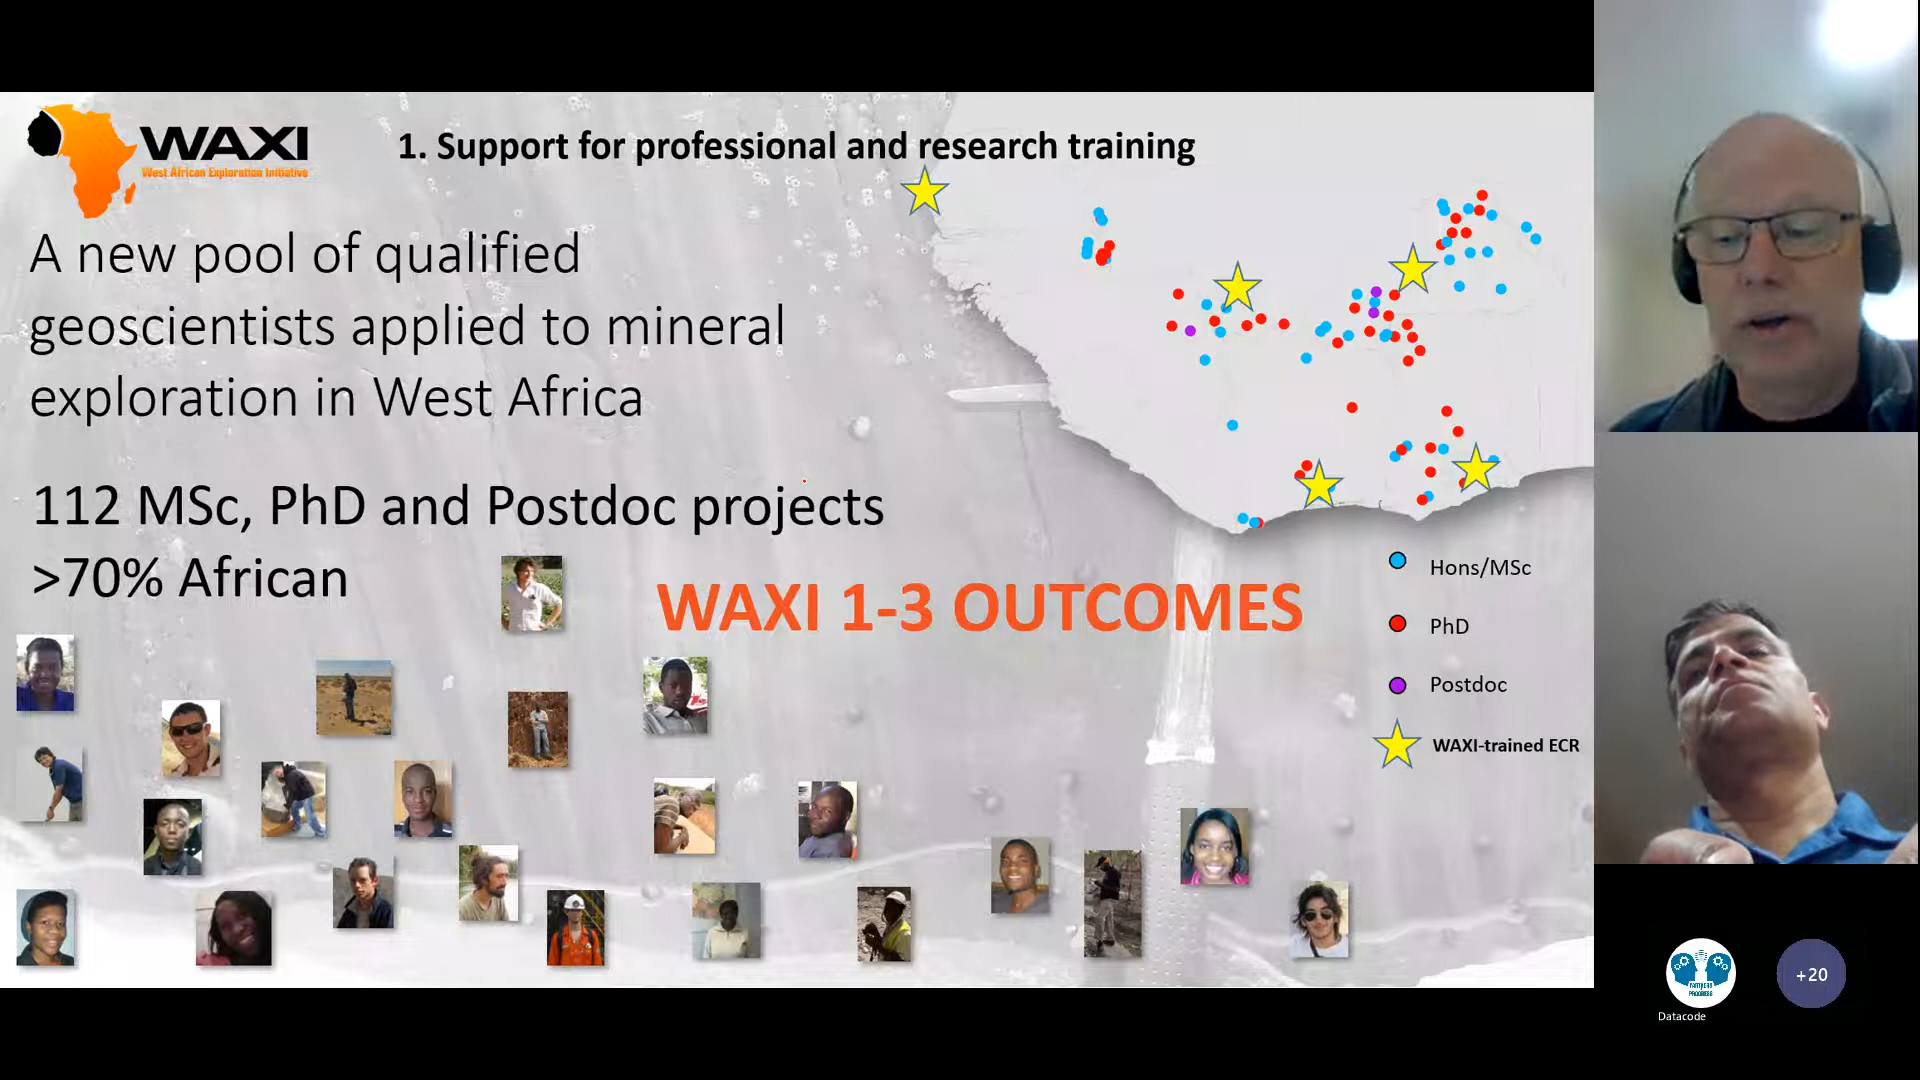 WAXI
West African Exploration Initiative
1. Support for professional and research training
A new pool of qualified
geoscientists applied to mineral
exploration in West Africa
112 MSc, PhD and Postdoc projects
>70% African
WAXI 1-3 OUTCOMES
Hons/MSc
PhD
Postdoc
WAXI-trained ECR
PARTNERS
PROGRESS
Datacode
+20